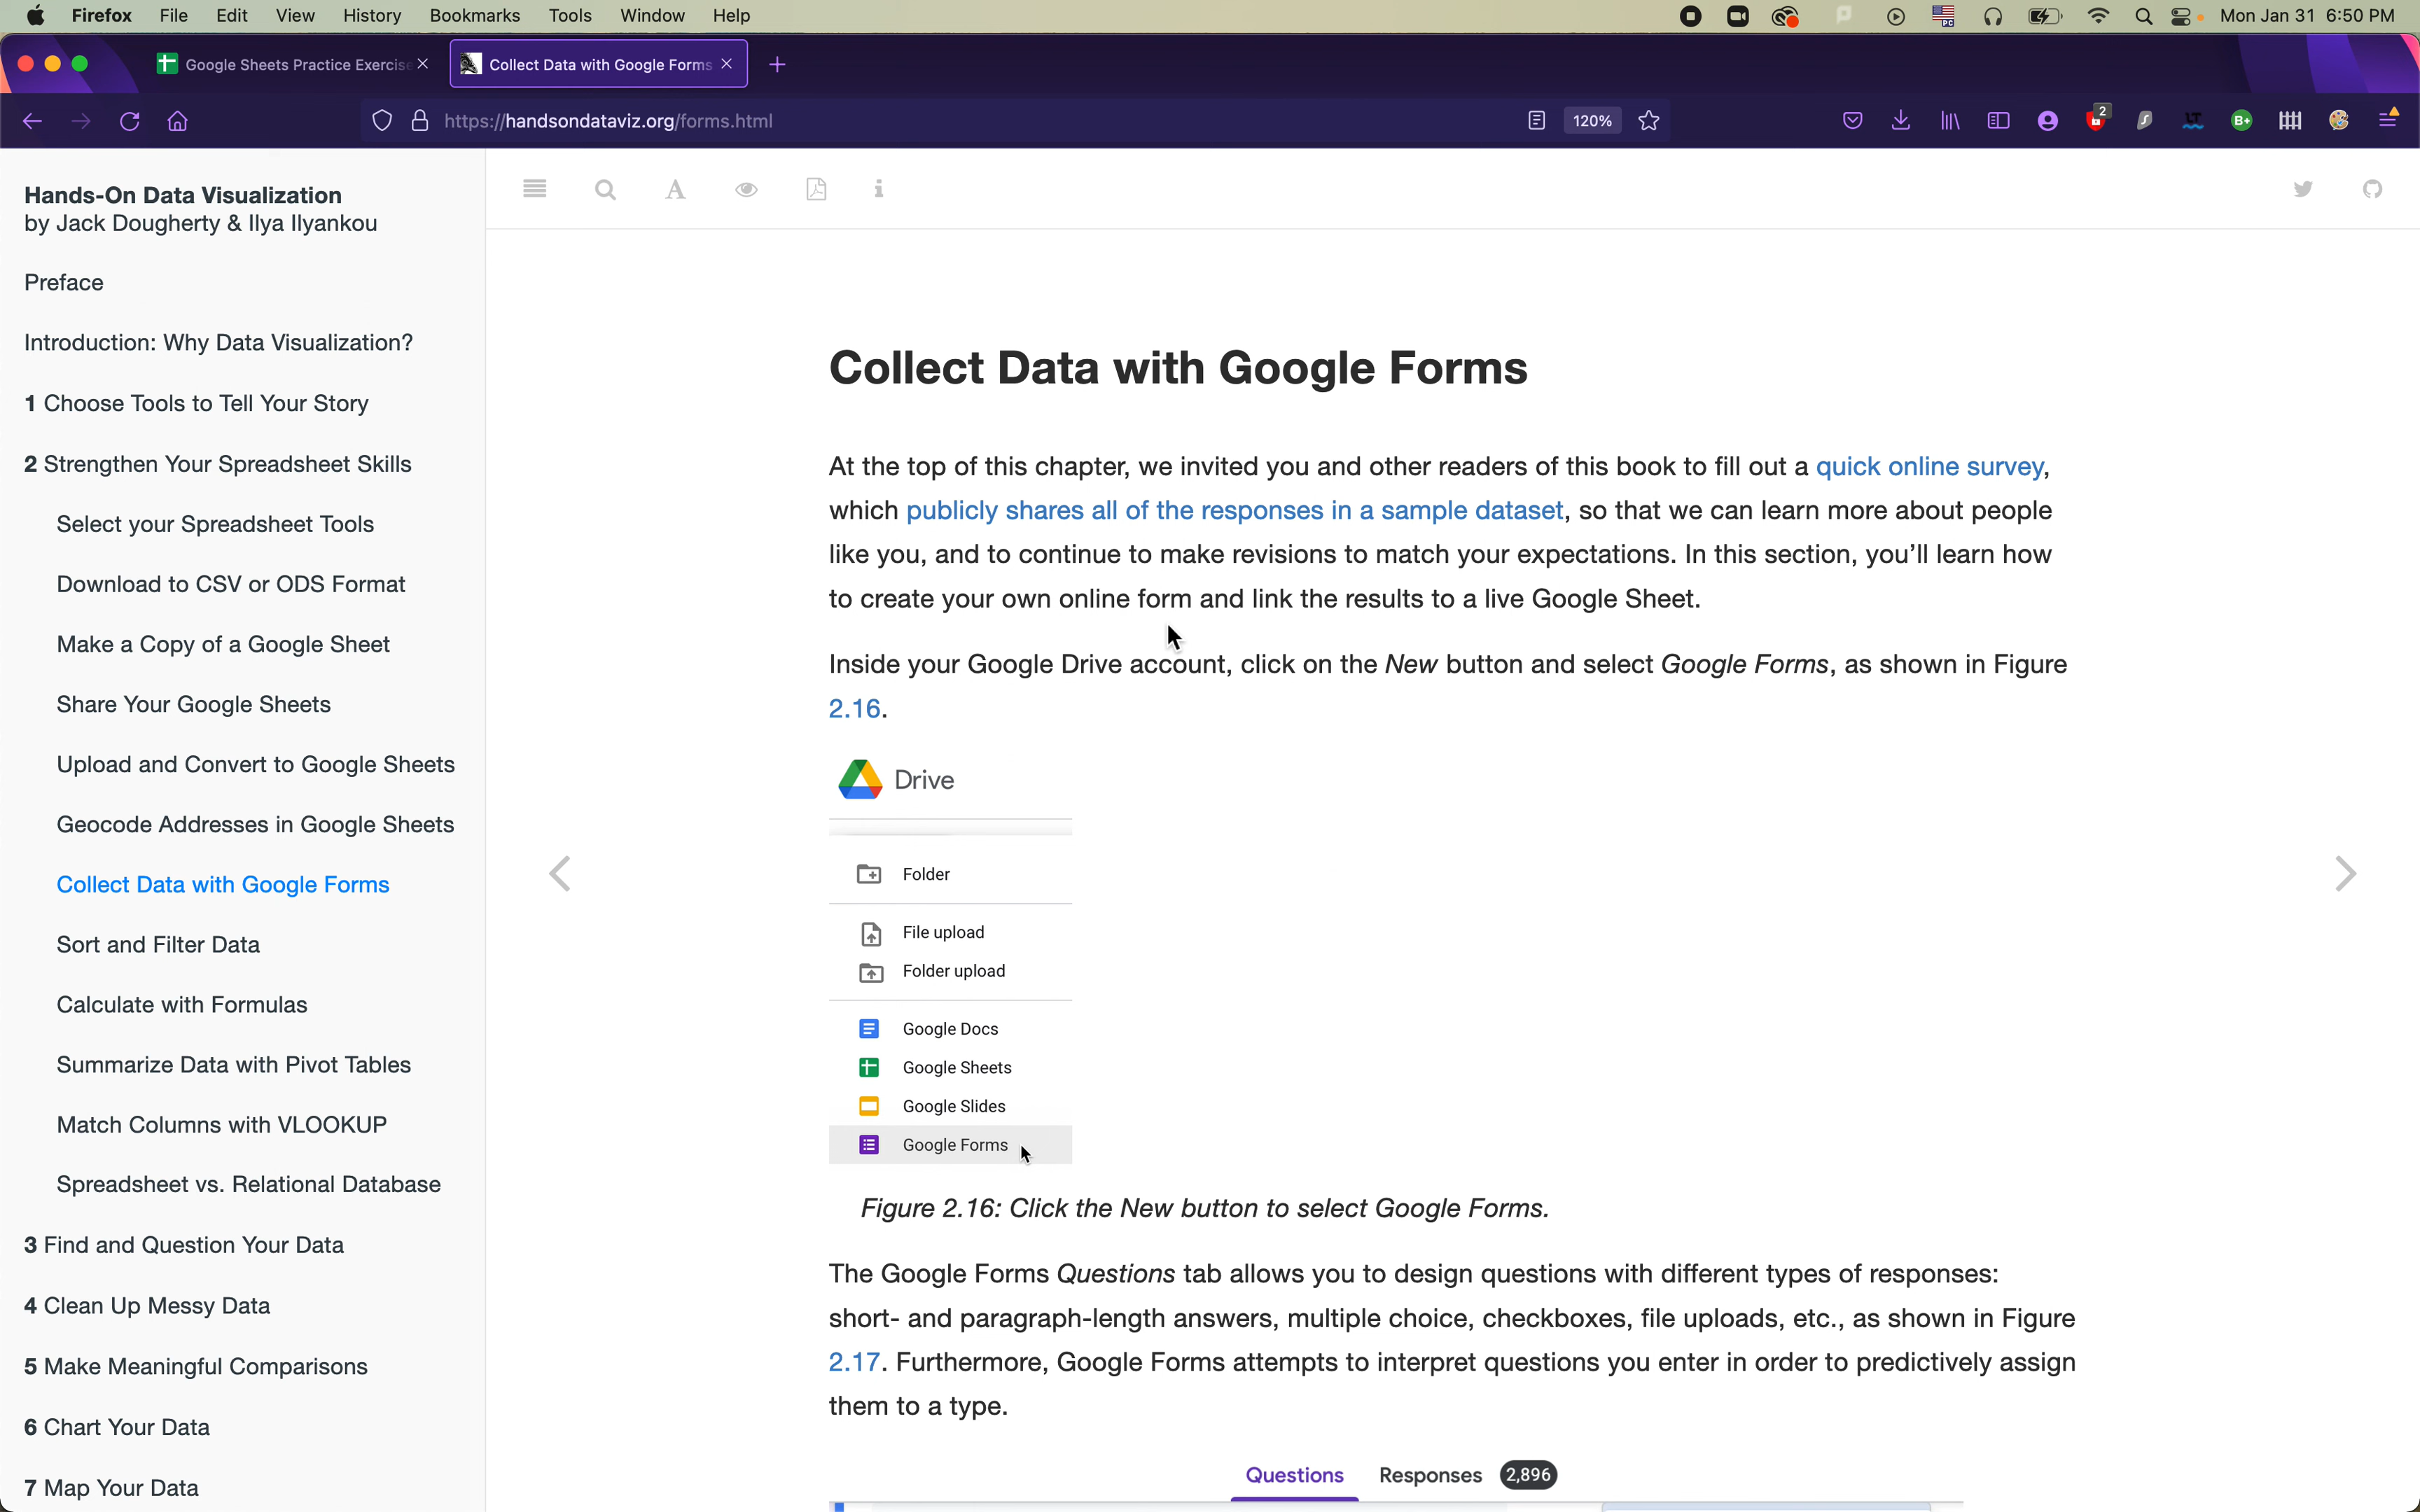 Firefox File Edit View History Bookmarks Tools Window Help
Mon Jan 31 6:50 PM
Google Sheets Practice Exercise
Collect Data with Google Forms
https://handsondataviz.org/forms.html
120%
2
B+
Hands-On Data Visualization
by Jack Dougherty & Ilya Ilyankou
Preface
Introduction: Why Data Visualization?
1 Choose Tools to Tell Your Story
2 Strengthen Your Spreadsheet Skills
Select your Spreadsheet Tools
Download to CSV or ODS Format
Make a Copy of a Google Sheet
Share Your Google Sheets
Upload and Convert to Google Sheets
Geocode Addresses in Google Sheets
Collect Data with Google Forms
Sort and Filter Data
Calculate with Formulas
Summarize Data with Pivot Tables
Match Columns with VLOOKUP
Spreadsheet vs. Relational Database
3 Find and Question Your Data
4 Clean Up Messy Data
5 Make Meaningful Comparisons
6 Chart Your Data
7 Map Your Data
Collect Data with Google Forms
At the top of this chapter, we invited you and other readers of this book to fill out a quick online survey,
which publicly shares all of the responses in a sample dataset, so that we can learn more about people
like you, and to continue to make revisions to match your expectations. In this section, you’ll learn how
to create your own online form and link the results to a live Google Sheet.
Inside your Google Drive account, click on the New button and select Google Forms, as shown in Figure
2.16.
Drive
Folder
File upload
Folder upload
Google Docs
Google Sheets
Google Slides
Google Forms
Figure 2.16: Click the New button to select Google Forms.
The Google Forms Questions tab allows you to design questions with different types of responses:
short- and paragraph-length answers, multiple choice, checkboxes, file uploads, etc., as shown in Figure
2.17. Furthermore, Google Forms attempts to interpret questions you enter in order to predictively assign
them to a type.
Questions Responses 2,896